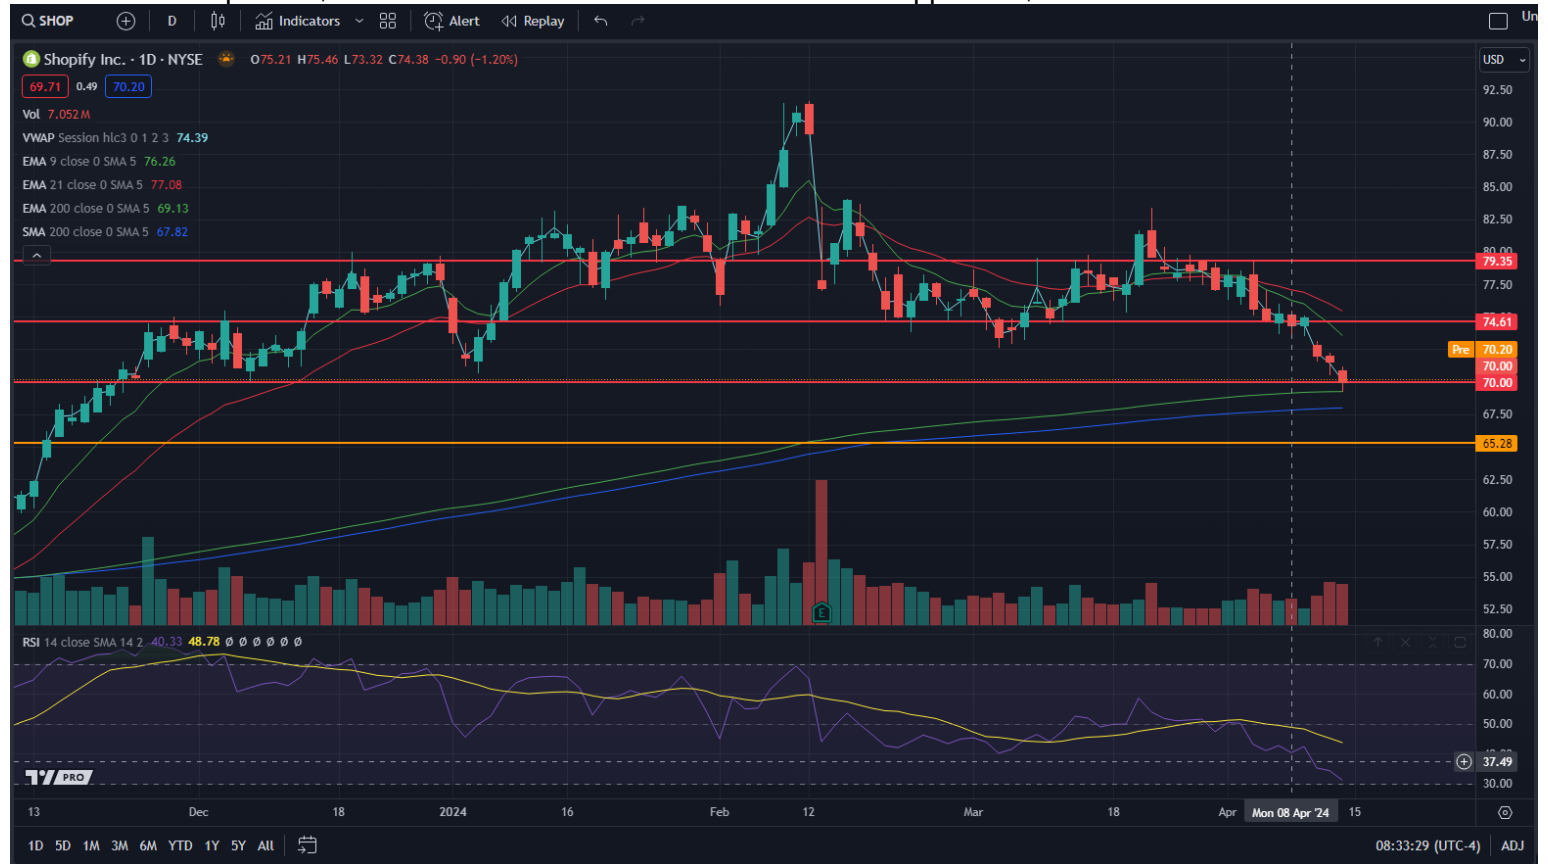 SHOP D Indicators Alert Replay Un
Shopify Inc. · 1D · NYSE O75.21 H75.46 L73.32 C74.38 −0.90 (−1.20%)
USD
69.71 0.49 70.20
Vol 7.052M
VWAP Session hlc3 0 1 2 3 74.39
EMA 9 close 0 SMA 5 76.26
EMA 21 close 0 SMA 5 77.08
EMA 200 close 0 SMA 5 69.13
SMA 200 close 0 SMA 5 67.82
92.50
90.00
87.50
85.00
82.50
80.00
79.35
77.50
74.61
Pre 70.20
70.00
70.00
67.50
65.28
62.50
60.00
57.50
55.00
52.50
E
RSI 14 close SMA 14 2 40.33 48.78 Ø Ø Ø Ø Ø Ø
80.00
70.00
60.00
50.00
37.49
30.00
PRO
13 Dec 18 2024 16 Feb 12 Mar 18 Apr Mon 08 Apr '24 15
1D 5D 1M 3M 6M YTD 1Y 5Y All 08:33:29 (UTC-4) ADJ